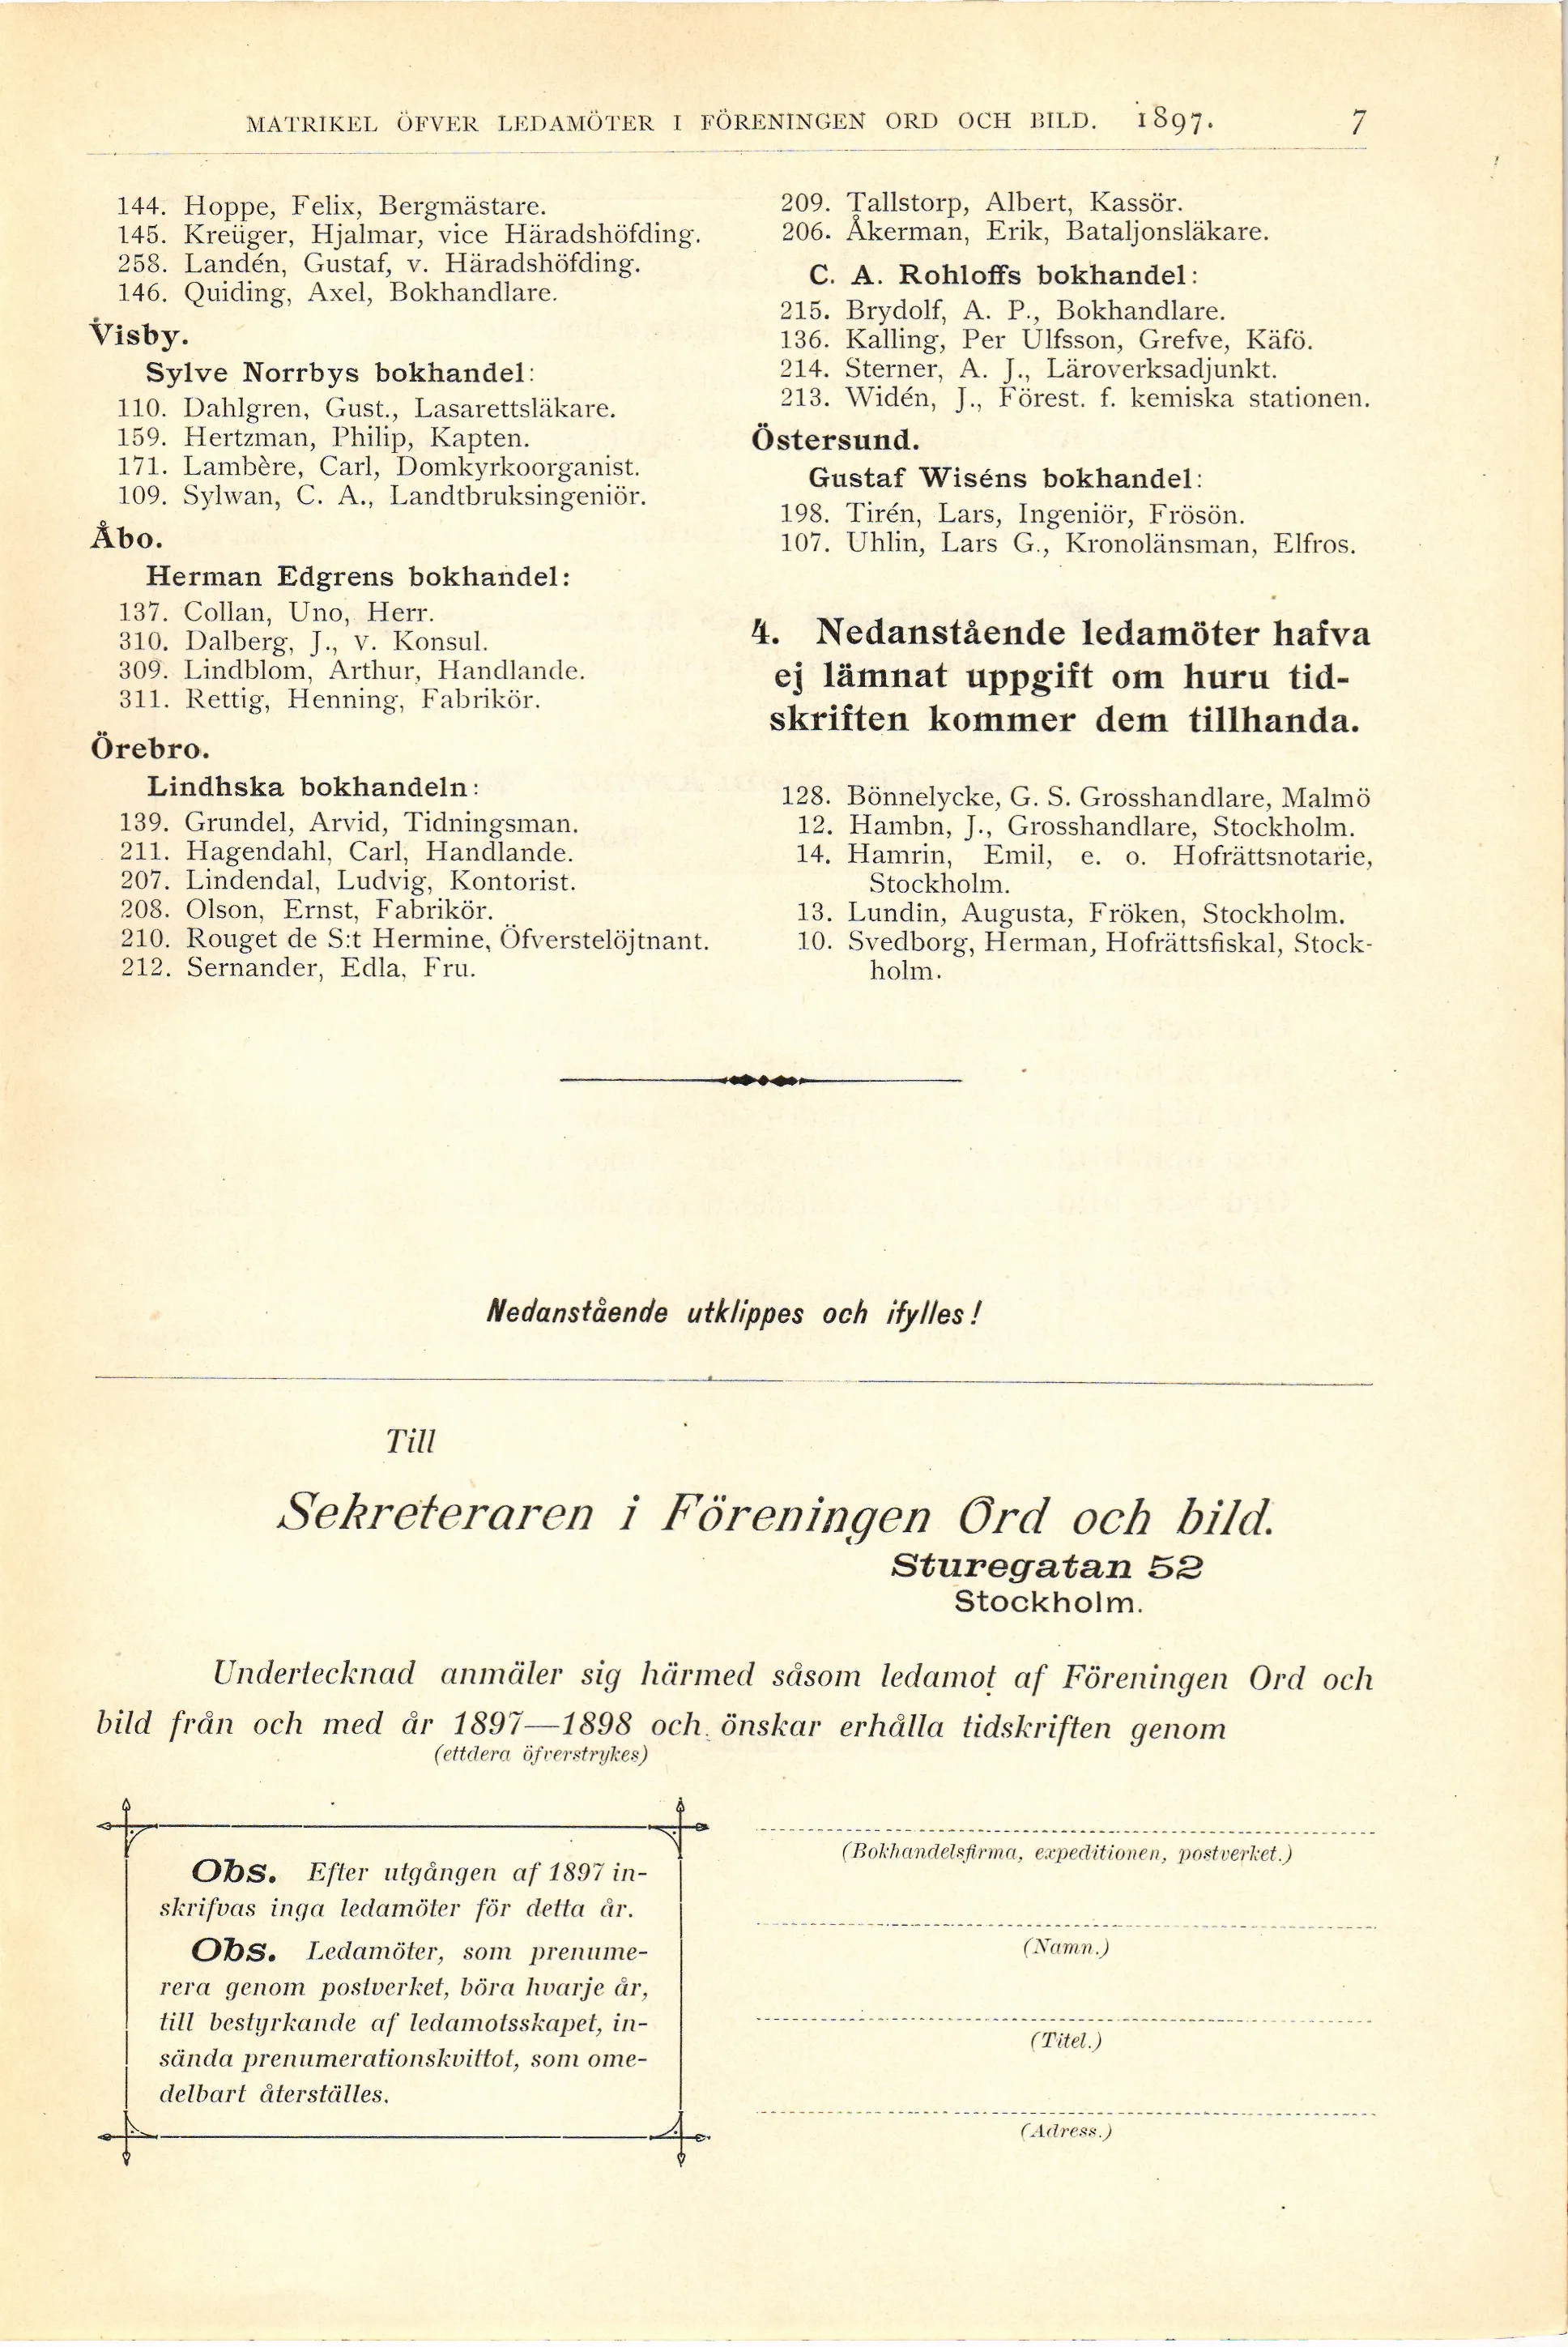 MATRIKEL ÖFVER LEDAMÖTER I FÖRENINGEN ORD OCH BILD. 1897. 7
144. Hoppe, Felix, Bergmästare.
145. Kreüger, Hjalmar, vice Häradshöfding.
258. Landén, Gustaf, v. Häradshöfding.
146. Quiding, Axel, Bokhandlare.
Visby.
Sylve Norrbys bokhandel:
110. Dahlgren, Gust., Lasarettsläkare.
159. Hertzman, Philip, Kapten.
171. Lambère, Carl, Domkyrkoorganist.
109. Sylwan, C. A., Landtbruksingeniör.
Åbo.
Herman Edgrens bokhandel:
137. Collan, Uno, Herr.
310. Dalberg, J., v. Konsul.
309. Lindblom, Arthur, Handlande.
311. Rettig, Henning, Fabrikör.
Örebro.
Lindhska bokhandeln:
139. Grundel, Arvid, Tidningsman.
211. Hagendahl, Carl, Handlande.
207. Lindendal, Ludvig, Kontorist.
208. Olson, Ernst, Fabrikör.
210. Rouget de S:t Hermine, Öfverstelöjtnant.
212. Sernander, Edla, Fru.
209. Tallstorp, Albert, Kassör.
206. Åkerman, Erik, Bataljonsläkare.
C. A. Rohloffs bokhandel:
215. Brydolf, A. P., Bokhandlare.
136. Kalling, Per Ulfsson, Grefve, Käfö.
214. Sterner, A. J., Läroverksadjunkt.
213. Widén, J., Förest. f. kemiska stationen.
Östersund.
Gustaf Wiséns bokhandel:
198. Tirén, Lars, Ingeniör, Frösön.
107. Uhlin, Lars G., Kronolänsman, Elfros.
4. Nedanstående ledamöter hafva
ej lämnat uppgift om huru tid-
skriften kommer dem tillhanda.
128. Bönnelycke, G. S. Grosshandlare, Malmö
12. Hambn, J., Grosshandlare, Stockholm.
14. Hamrin, Emil, e. o. Hofrättsnotarie,
Stockholm.
13. Lundin, Augusta, Fröken, Stockholm.
10. Svedborg, Herman, Hofrättsfiskal, Stock-
holm.
Nedanstående utklippes och ifylles!
Till
Sekreteraren i Föreningen Ord och bild.
Sturegatan 52
Stockholm.
Undertecknad anmäler sig härmed såsom ledamot af Föreningen Ord och
bild från och med år 1897—1898 och önskar erhålla tidskriften genom
(ettdera öfverstrykes)
Obs. Efter utgången af 1897 in-
skrifvas inga ledamöter för detta år.
Obs. Ledamöter, som prenume-
rera genom postverket, böra hvarje år,
till bestyrkande af ledamotsskapet, in-
sända prenumerationskvittot, som ome-
delbart återställes.
(Bokhandelsfirma, expeditionen, postverket.)
(Namn.)
(Titel.)
(Adress.)